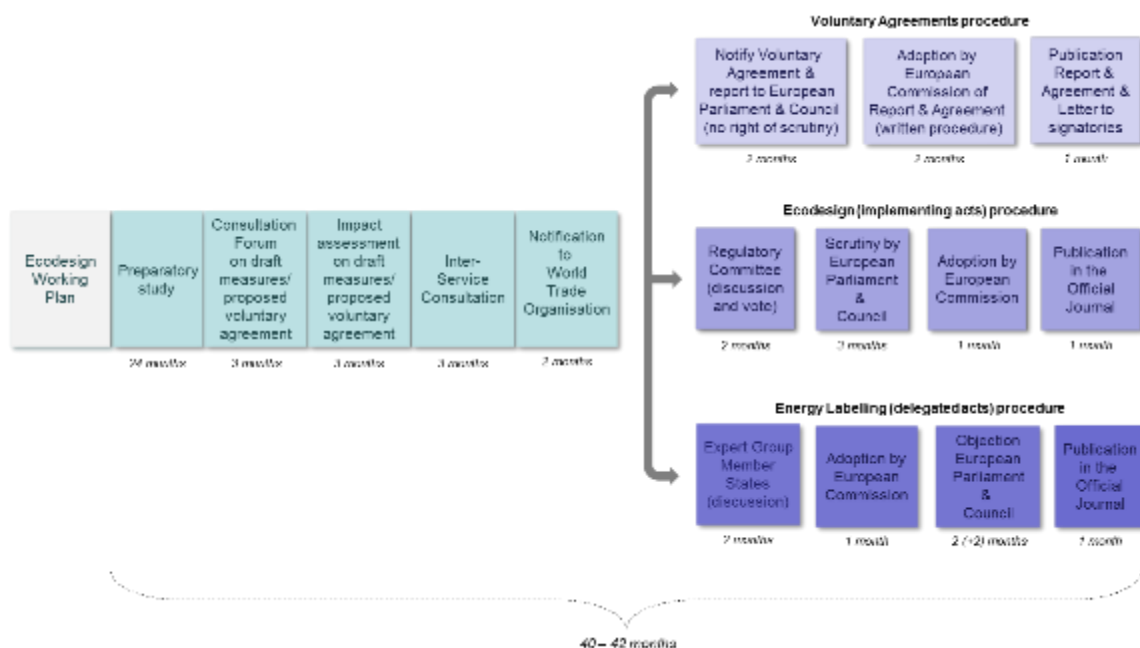 Voluntary Agreements procedure
Notify Voluntary
Agreement &
report to European
Parliament & Council
(no right of scrutiny)
2 months
Adoption by
European
Commission of
Report & Agreement
(written procedure)
2 months
Publication
Report &
Agreement &
Letter to
signatories
1 month
Ecodesign
Working
Plan
Preparatory
study
24 months
Consultation
Forum
on draft
measures/
proposed
voluntary
agreement
3 months
Impact
assessment
on draft
measures/
proposed
voluntary
agreement
3 months
Inter-
Service
Consultation
3 months
Notification
to
World
Trade
Organisation
2 months
Ecodesign (implementing acts) procedure
Regulatory
Committee
(discussion
and vote)
2 months
Scrutiny by
European
Parliament
&
Council
3 months
Adoption by
European
Commission
1 month
Publication
in the
Official
Journal
1 month
Energy Labelling (delegated acts) procedure
Expert Group
Member
States
(discussion)
2 months
Adoption by
European
Commission
1 month
Objection
European
Parliament
&
Council
2 (+2) months
Publication
in the
Official
Journal
1 month
40 – 42 months